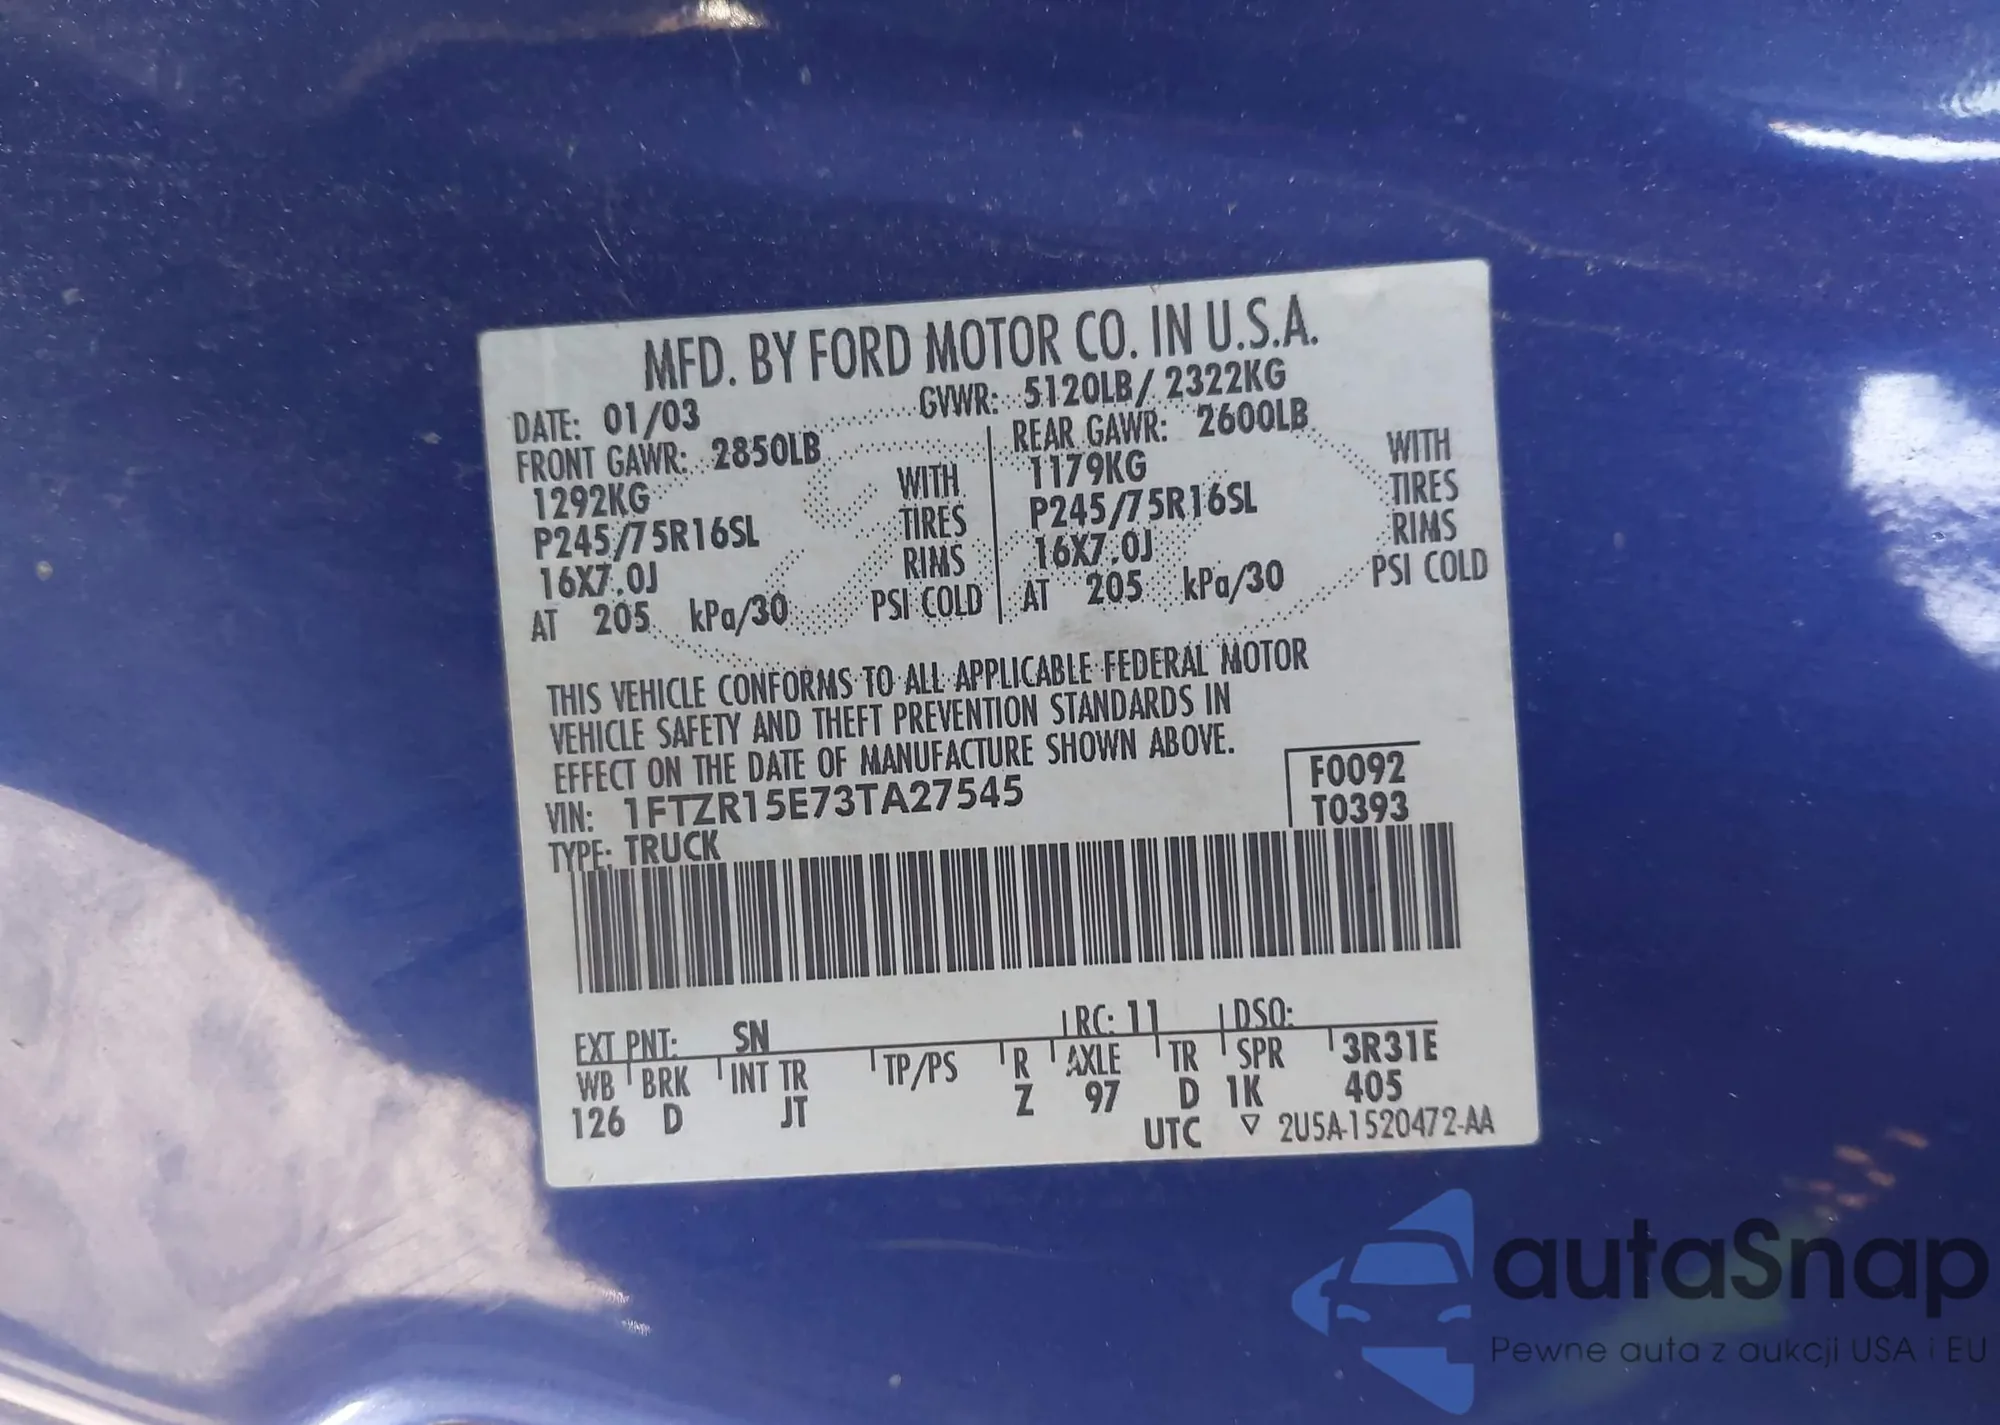 MFD. BY FORD MOTOR CO. IN U.S.A.
DATE: 01/03 GVWR: 5120LB/ 2322KG
FRONT GAWR: 2850LB REAR GAWR: 2600LB
1292KG WITH 1179KG WITH
P245/75R16SL TIRES P245/75R16SL TIRES
16X7.0J RIMS 16X7.0J RIMS
AT 205 kPa/30 PSI COLD AT 205 kPa/30 PSI COLD
THIS VEHICLE CONFORMS TO ALL APPLICABLE FEDERAL MOTOR
VEHICLE SAFETY AND THEFT PREVENTION STANDARDS IN
EFFECT ON THE DATE OF MANUFACTURE SHOWN ABOVE.
VIN: 1FTZR15E73TA27545 F0092
TYPE: TRUCK T0393
EXT PNT: SN RC: 11 DSO:
WB BRK INT TR TP/PS R AXLE TR SPR 3R31E
126 D JT Z 97 D 1K 405
UTC ▽ 2U5A-1520472-AA
autaSnap
Pewne auta z aukcji USA i EU